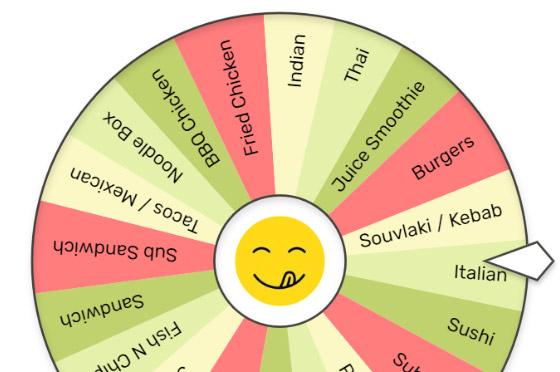 Indian
Thai
Juice Smoothie
Burgers
Souvlaki / Kebab
Italian
Sushi
Fish N Chip
Sandwich
Sub Sandwich
Tacos / Mexican
Noodle Box
BBQ Chicken
Fried Chicken